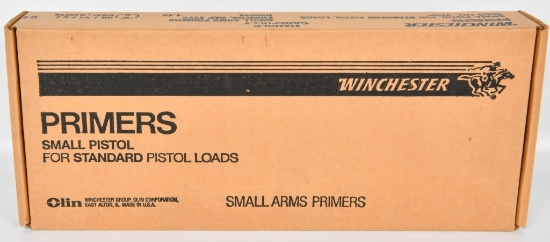 WINCHESTER
PRIMERS
SMALL PISTOL
FOR STANDARD PISTOL LOADS
Olin
WINCHESTER GROUP, OLIN CORPORATION,
EAST ALTON, IL. MADE IN U.S.A.
SMALL ARMS PRIMERS